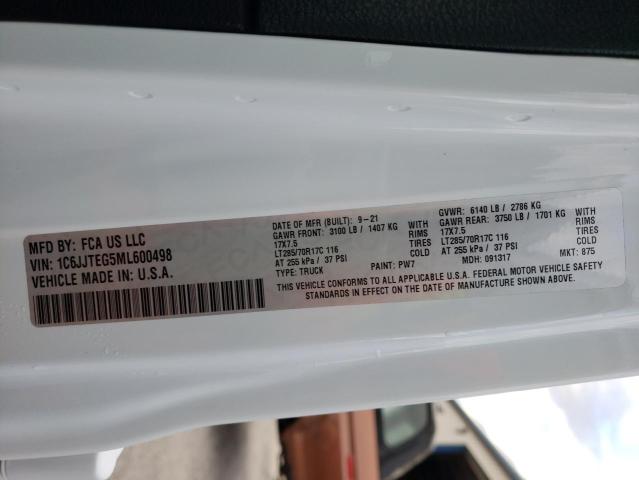 MFD BY: FCA US LLC
VIN: 1C6JJTEG5ML600498
VEHICLE MADE IN: U.S.A.
DATE OF MFR (BUILT): 9-21
GAWR FRONT: 3100 LB / 1407 KG WITH
17X7.5 RIMS
LT285/70R17C 116 TIRES
AT 255 kPa / 37 PSI COLD
TYPE: TRUCK PAINT: PW7
GVWR: 6140 LB / 2786 KG
GAWR REAR: 3750 LB / 1701 KG WITH
17X7.5 RIMS
LT285/70R17C 116 TIRES
AT 255 kPa / 37 PSI COLD
MDH: 091317 MKT: 875
THIS VEHICLE CONFORMS TO ALL APPLICABLE U.S.A. FEDERAL MOTOR VEHICLE SAFETY
STANDARDS IN EFFECT ON THE DATE OF MANUFACTURE SHOWN ABOVE.